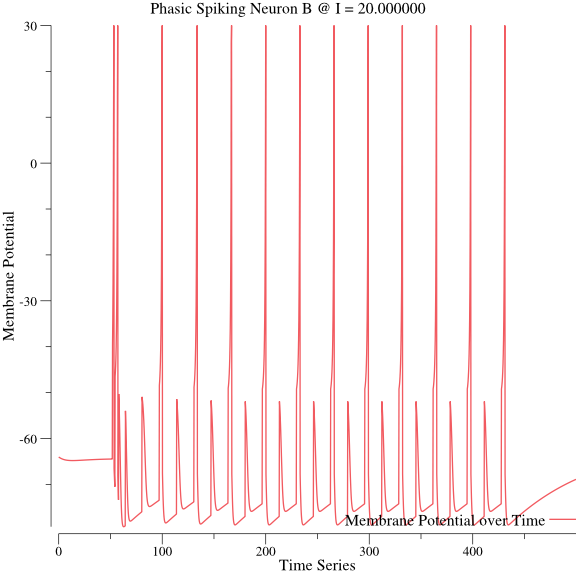 Phasic Spiking Neuron B @ I = 20.000000
30
0
-30
-60
Membrane Potential
Membrane Potential over Time
0
100
200
300
400
Time Series